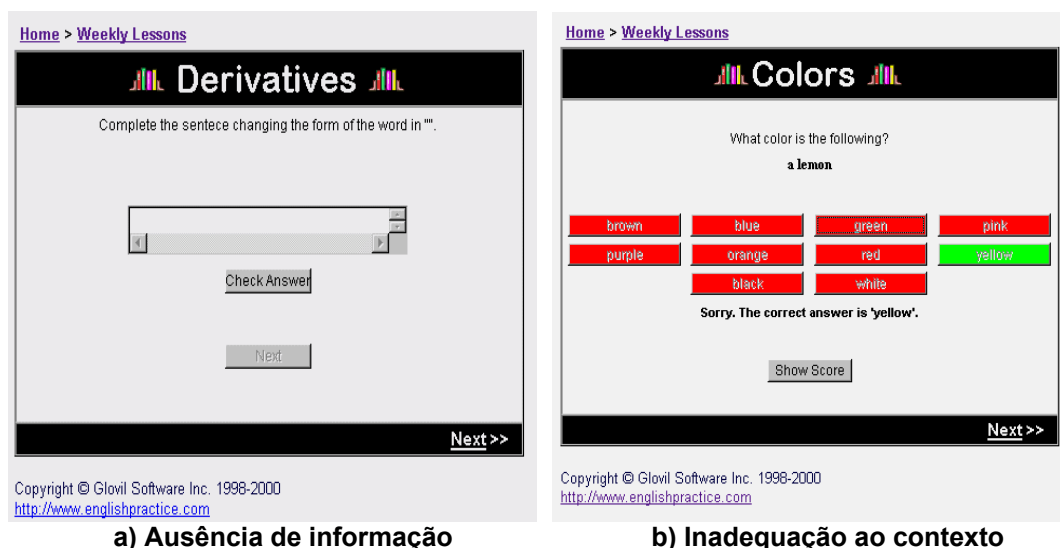 Home > Weekly Lessons
Derivatives
Complete the sentece changing the form of the word in "".
Check Answer
Next
Next >>
Copyright © Glovil Software Inc. 1998-2000
http://www.englishpractice.com
a) Ausência de informação
Home > Weekly Lessons
Colors
What color is the following?
a lemon
brown blue green pink
purple orange red yellow
black white
Sorry. The correct answer is 'yellow'.
Show Score
Next >>
Copyright © Glovil Software Inc. 1998-2000
http://www.englishpractice.com
b) Inadequação ao contexto